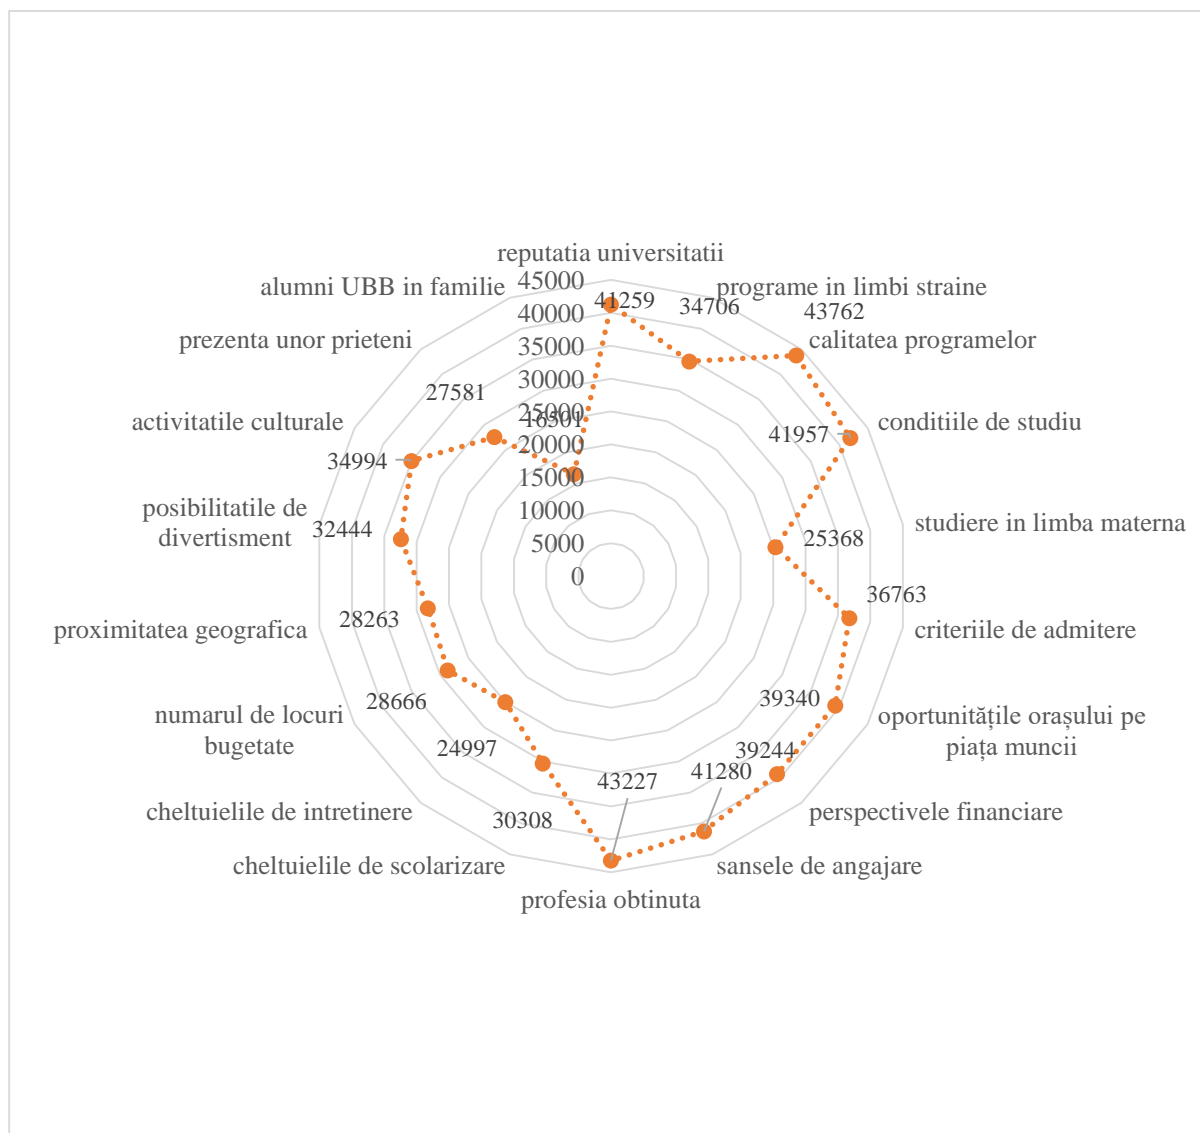 reputatia universitatii
programe in limbi straine
calitatea programelor
conditiile de studiu
studiere in limba materna
criteriile de admitere
oportunitățile orașului pe
piața muncii
perspectivele financiare
sansele de angajare
profesia obtinuta
cheltuielile de scolarizare
cheltuielile de intretinere
numarul de locuri
bugetate
proximitatea geografica
posibilitatile de
divertisment
activitatile culturale
prezenta unor prieteni
alumni UBB in familie
45000
40000
35000
30000
25000
20000
15000
10000
5000
0
41259
34706
43762
41957
25368
36763
39340
39244
41280
43227
30308
24997
28666
28263
32444
34994
27581
16501